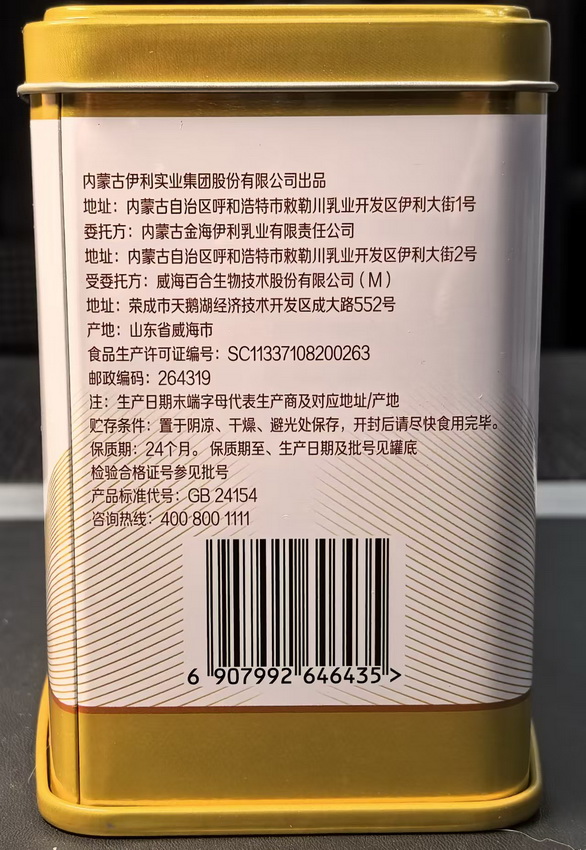 内蒙古伊利实业集团股份有限公司出品
地址：内蒙古自治区呼和浩特市敕勒川乳业开发区伊利大街1号
委托方：内蒙古金海伊利乳业有限责任公司
地址：内蒙古自治区呼和浩特市敕勒川乳业开发区伊利大街2号
受委托方：威海百合生物技术股份有限公司（M）
地址：荣成市天鹅湖经济技术开发区成大路552号
产地：山东省威海市
食品生产许可证编号：SC11337108200263
邮政编码：264319
注：生产日期末端字母代表生产商及对应地址/产地
贮存条件：置于阴凉、干燥、避光处保存，开封后请尽快食用完毕。
保质期：24个月。保质期至、生产日期及批号见罐底
检验合格证号参见批号
产品标准代号：GB 24154
咨询热线：400 800 1111
6 907992 646435 >